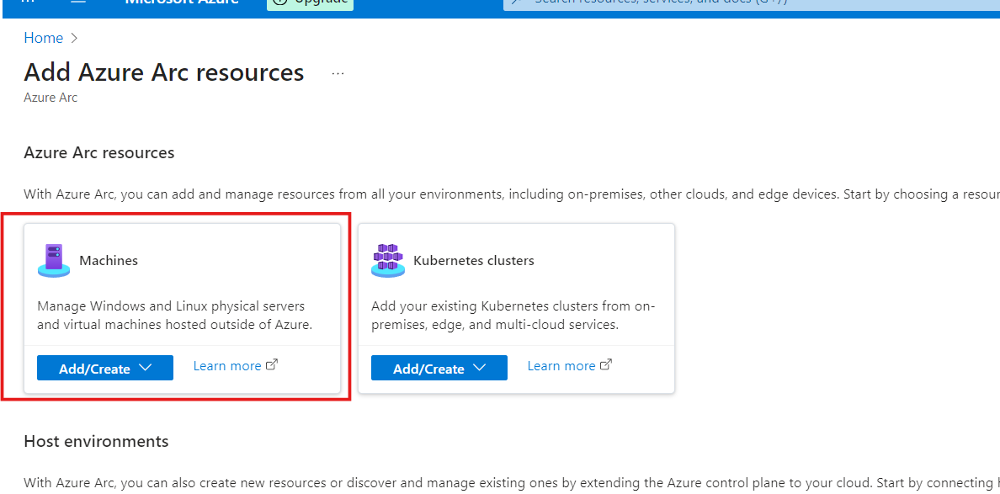 Microsoft Azure
Upgrade
Search resources, services, and docs (G+/)
Home
Add Azure Arc resources ...
Azure Arc
Azure Arc resources
With Azure Arc, you can add and manage resources from all your environments, including on-premises, other clouds, and edge devices. Start by choosing a resour
Machines
Manage Windows and Linux physical servers
and virtual machines hosted outside of Azure.
Add/Create
Learn more
Kubernetes clusters
Add your existing Kubernetes clusters from on-
premises, edge, and multi-cloud services.
Add/Create
Learn more
Host environments
With Azure Arc, you can also create new resources or discover and manage existing ones by extending the Azure control plane to your cloud. Start by connecting